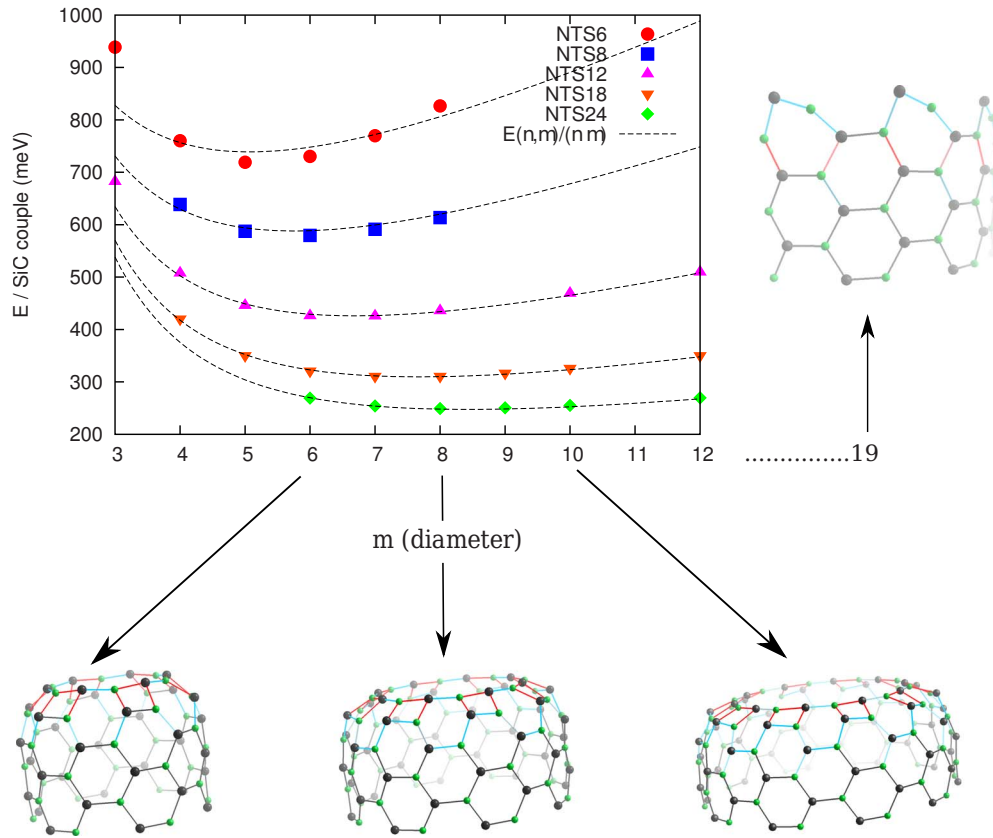 1000
900
800
700
600
500
400
300
200
E / SiC couple (meV)
NTS6
NTS8
NTS12
NTS18
NTS24
E(n,m)/(n m)
3 4 5 6 7 8 9 10 12
...............19
m (diameter)